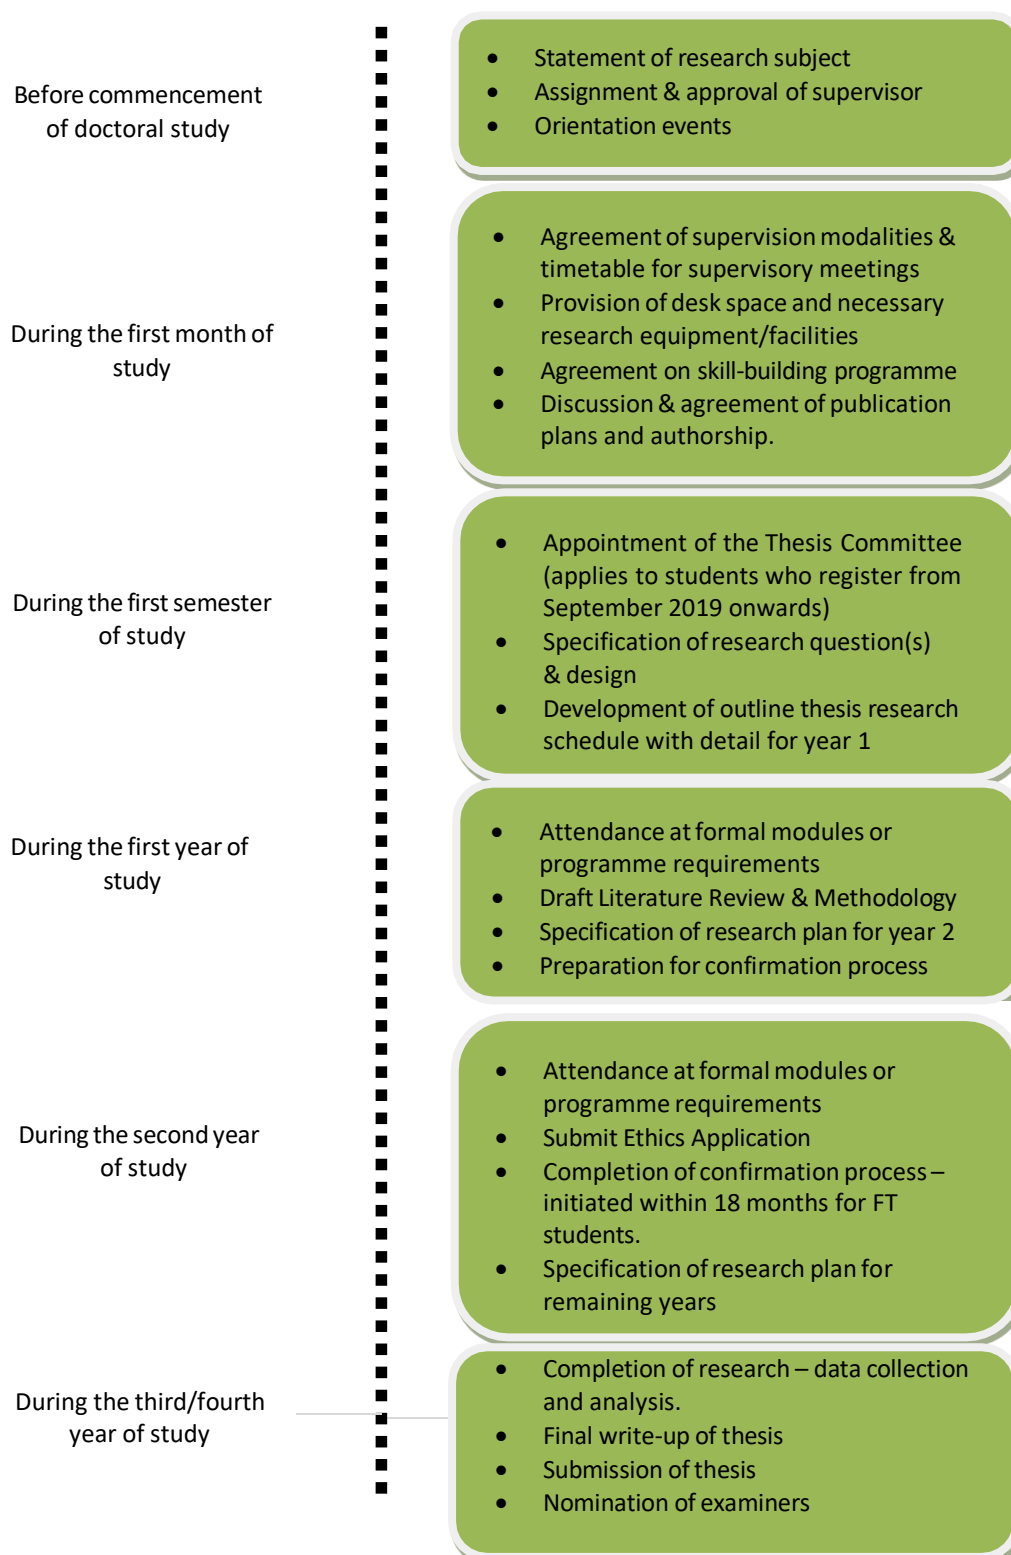 Before commencement
of doctoral study
• Statement of research subject
• Assignment & approval of supervisor
• Orientation events
During the first month of
study
• Agreement of supervision modalities &
timetable for supervisory meetings
• Provision of desk space and necessary
research equipment/facilities
• Agreement on skill-building programme
• Discussion & agreement of publication
plans and authorship.
During the first semester
of study
• Appointment of the Thesis Committee
(applies to students who register from
September 2019 onwards)
• Specification of research question(s)
& design
• Development of outline thesis research
schedule with detail for year 1
During the first year of
study
• Attendance at formal modules or
programme requirements
• Draft Literature Review & Methodology
• Specification of research plan for year 2
• Preparation for confirmation process
During the second year
of study
• Attendance at formal modules or
programme requirements
• Submit Ethics Application
• Completion of confirmation process –
initiated within 18 months for FT
students.
• Specification of research plan for
remaining years
During the third/fourth
year of study
• Completion of research – data collection
and analysis.
• Final write-up of thesis
• Submission of thesis
• Nomination of examiners